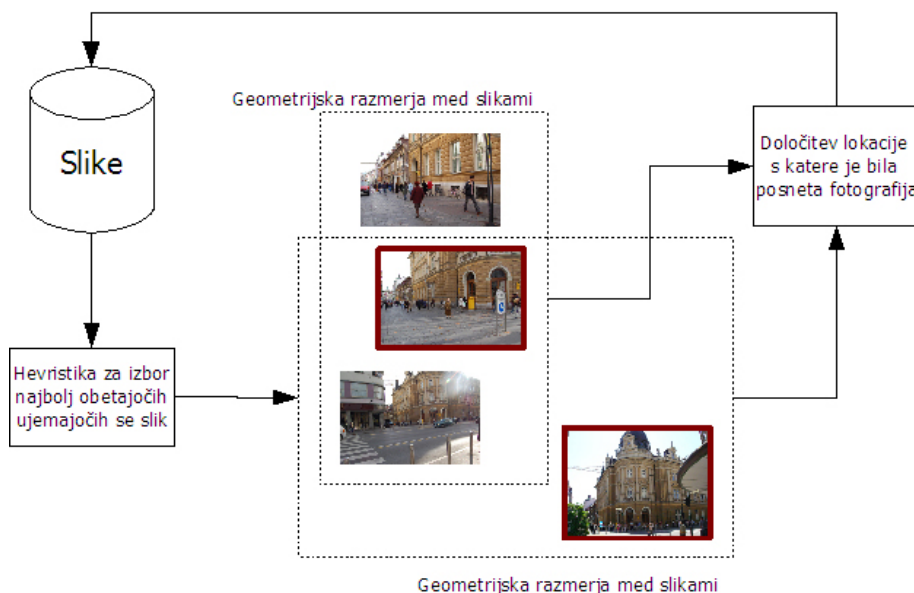 Geometrijska razmerja med slikami
Slike
Določitev lokacije
s katere je bila
posneta fotografija
Hevristika za izbor
najbolj obetajočih
ujemajočih se slik
Geometrijska razmerja med slikami